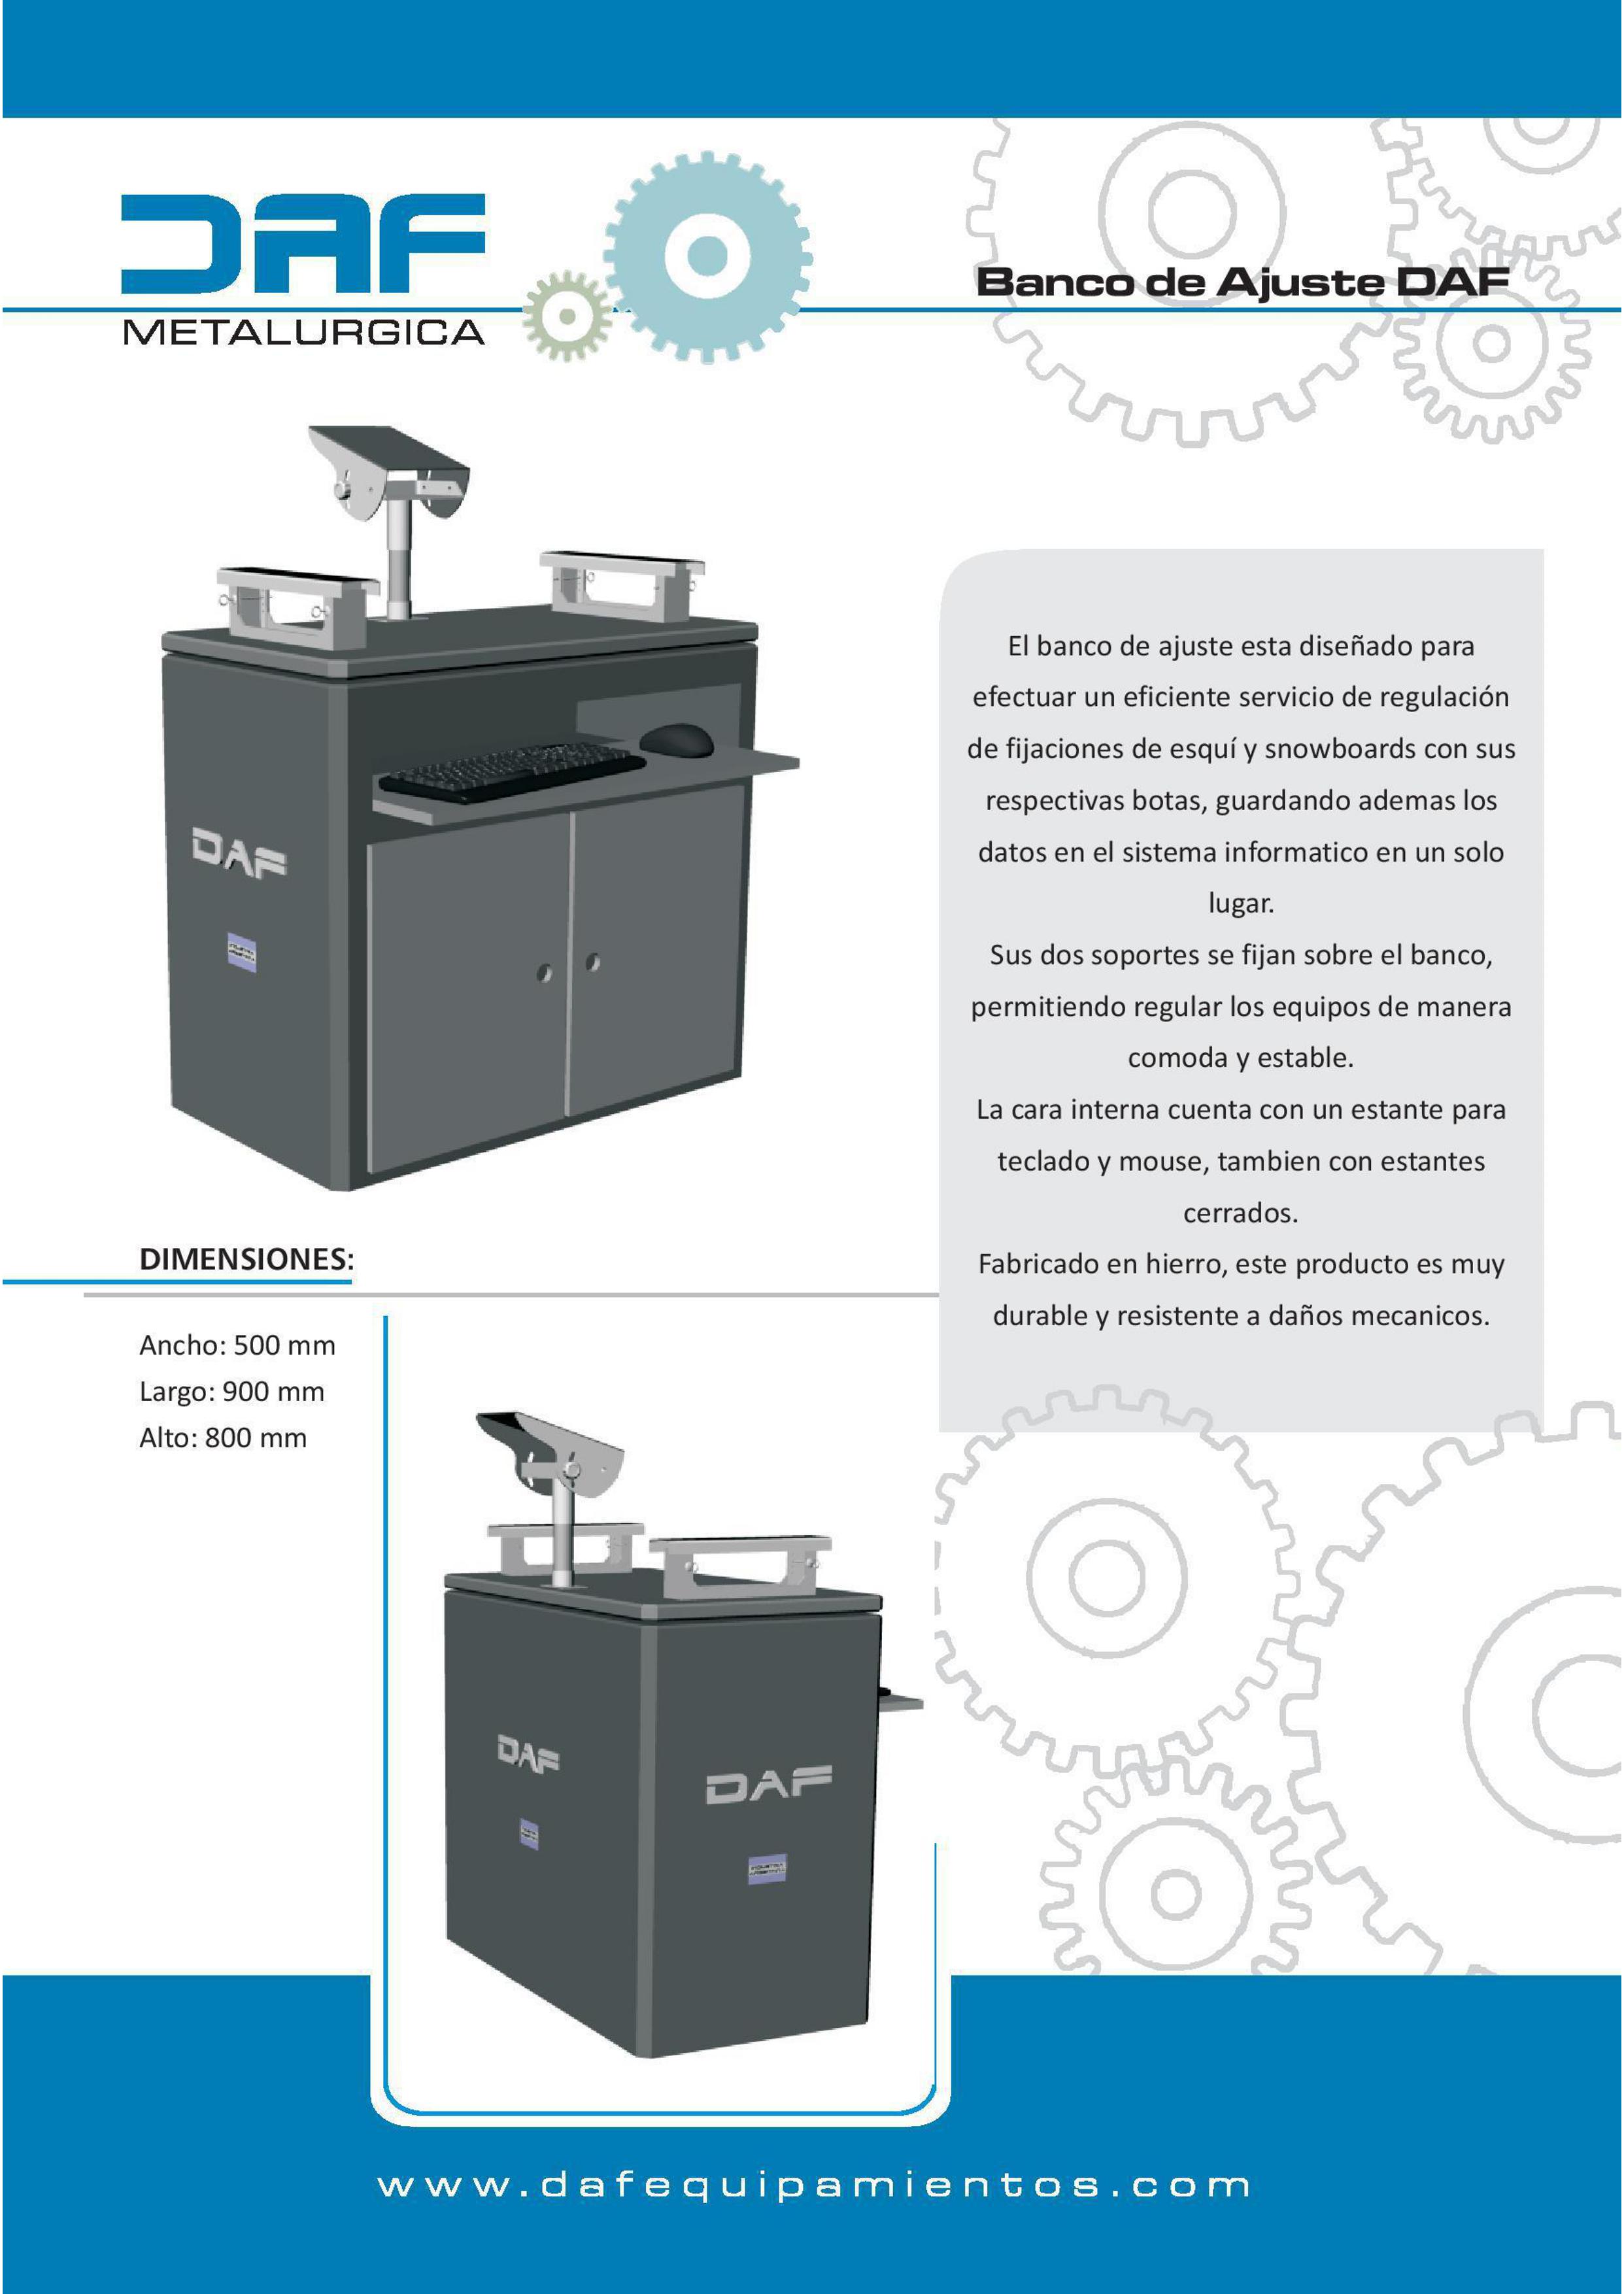 DAF
METALURGICA
Banco de Ajuste DAF
El banco de ajuste esta diseñado para
efectuar un eficiente servicio de regulación
de fijaciones de esquí y snowboards con sus
respectivas botas, guardando ademas los
datos en el sistema informatico en un solo
lugar.
Sus dos soportes se fijan sobre el banco,
permitiendo regular los equipos de manera
comoda y estable.
La cara interna cuenta con un estante para
teclado y mouse, tambien con estantes
cerrados.
Fabricado en hierro, este producto es muy
durable y resistente a daños mecanicos.
DAF
DIMENSIONES:
Ancho: 500 mm
Largo: 900 mm
Alto: 800 mm
DAF
DAF
www.dafequipamientos.com